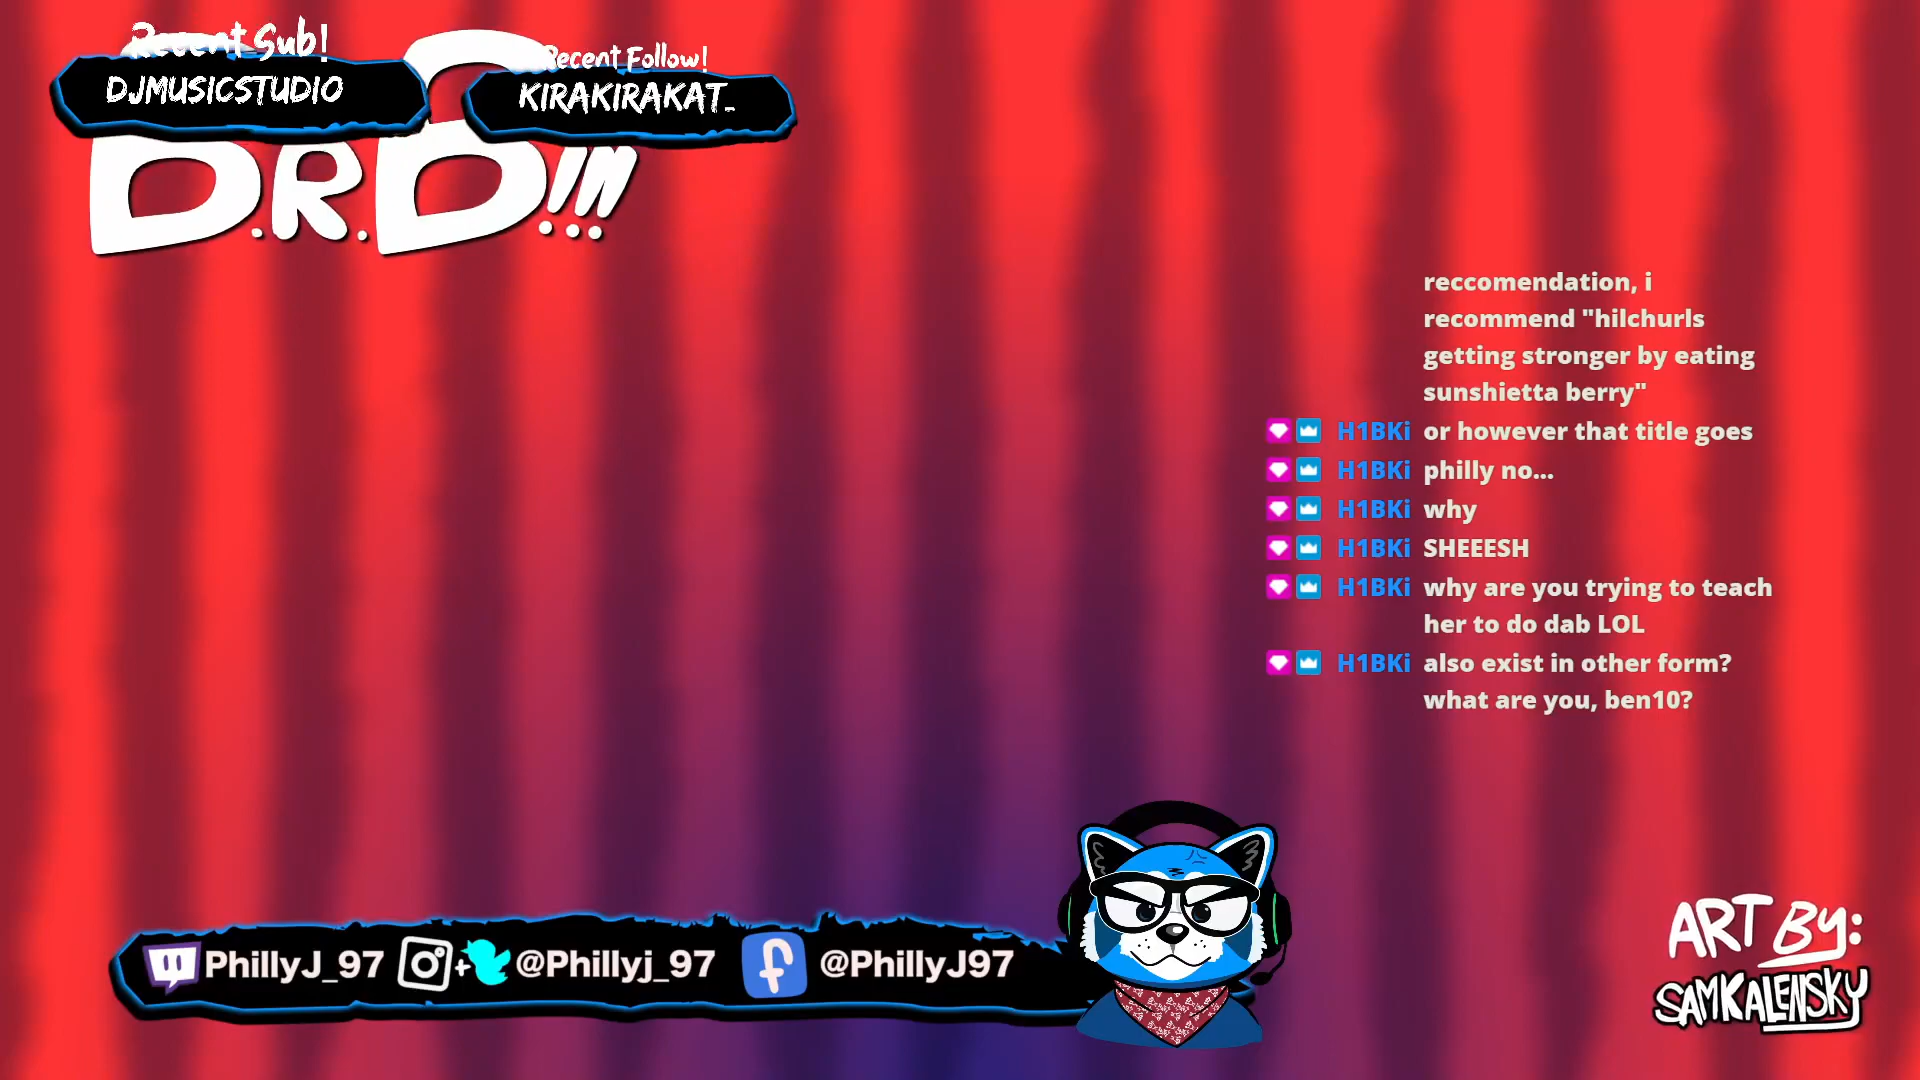 Recent Sub!
DJMUSICSTUDIO
Recent Follow!
KIRAKIRAKAT_
D.R.D!!!
reccomendation, i
recommend "hilchurls
getting stronger by eating
sunshietta berry"
H1BKi or however that title goes
H1BKi philly no...
H1BKi why
H1BKi SHEEESH
H1BKi why are you trying to teach
her to do dab LOL
H1BKi also exist in other form?
what are you, ben10?
PhillyJ_97 + @Phillyj_97 @PhillyJ97
ART BY:
SAMKALENSKY